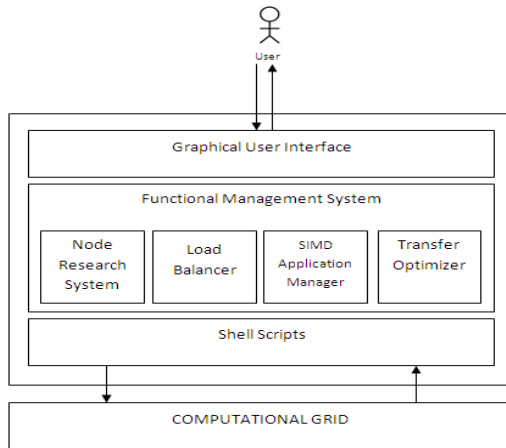 User
Graphical User Interface
Functional Management System
Node
Research
System
Load
Balancer
SIMD
Application
Manager
Transfer
Optimizer
Shell Scripts
COMPUTATIONAL GRID